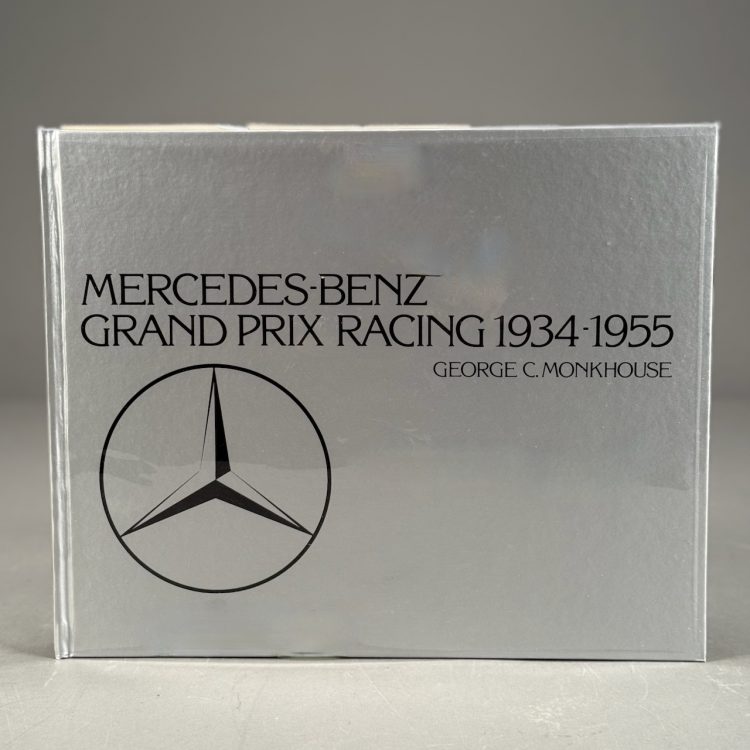 MERCEDES-BENZ
GRAND PRIX RACING 1934-1955
GEORGE C. MONKHOUSE